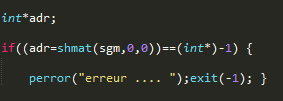 int*adr;
if((adr=shmat(sgm,0,0))==(int*)-1) {
perror("erreur .... ");exit(-1); }